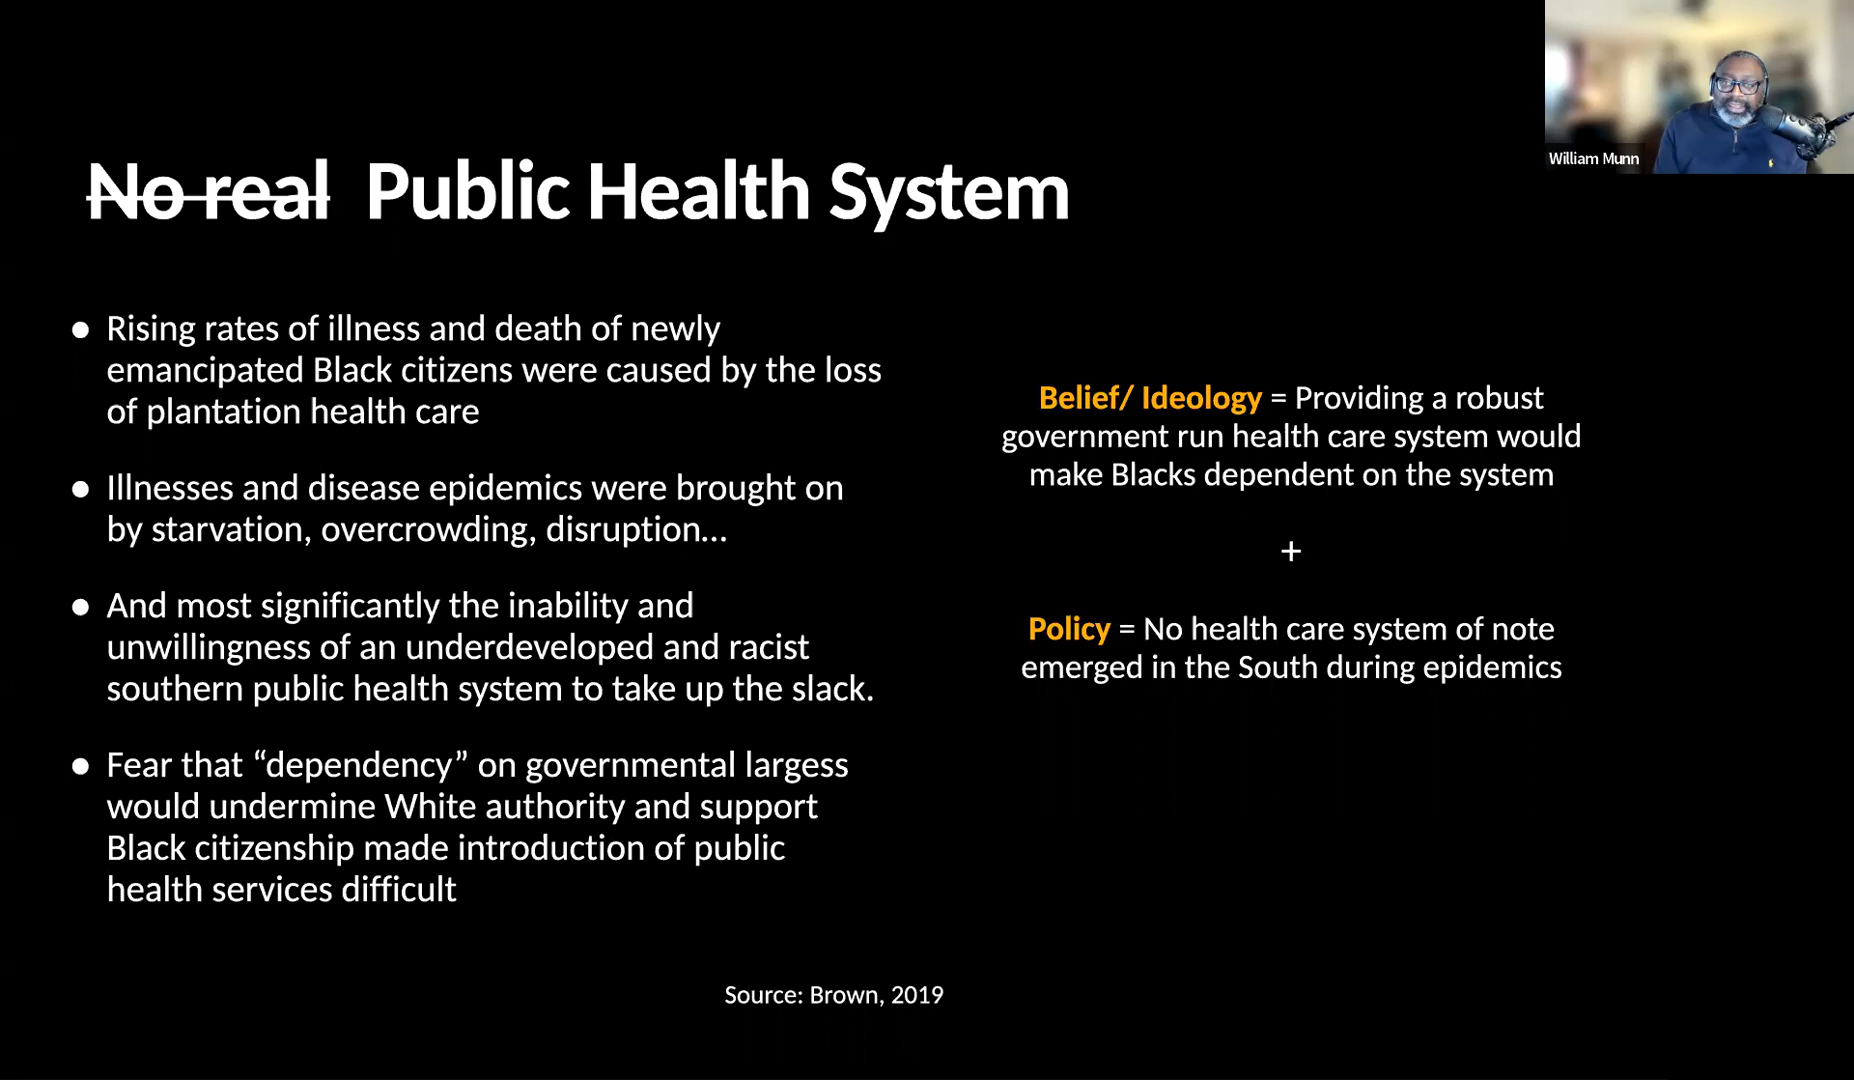 No real Public Health System
● Rising rates of illness and death of newly
emancipated Black citizens were caused by the loss
of plantation health care
● Illnesses and disease epidemics were brought on
by starvation, overcrowding, disruption...
● And most significantly the inability and
unwillingness of an underdeveloped and racist
southern public health system to take up the slack.
● Fear that “dependency” on governmental largess
would undermine White authority and support
Black citizenship made introduction of public
health services difficult
Belief/ Ideology = Providing a robust
government run health care system would
make Blacks dependent on the system
+
Policy = No health care system of note
emerged in the South during epidemics
Source: Brown, 2019
William Munn